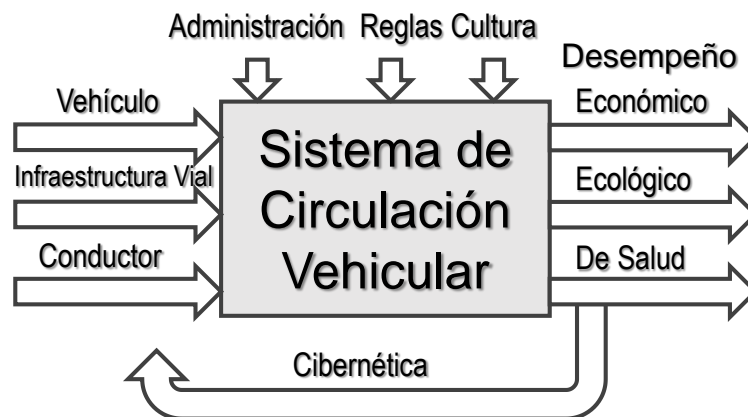 Administración Reglas Cultura
Desempeño
Vehículo
Económico
Infraestructura Vial
Ecológico
Conductor
De Salud
Sistema de
Circulación
Vehicular
Cibernética